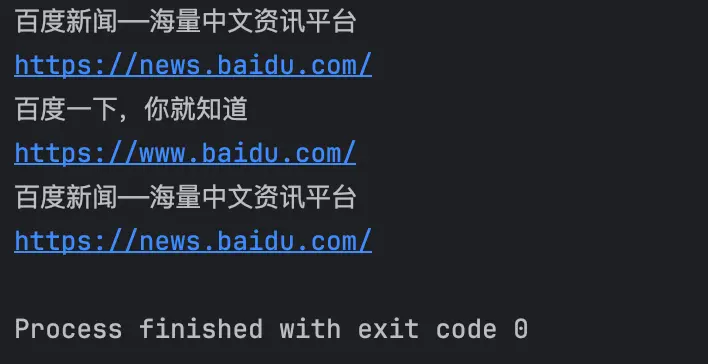 百度新闻——海量中文资讯平台
https://news.baidu.com/
百度一下，你就知道
https://www.baidu.com/
百度新闻——海量中文资讯平台
https://news.baidu.com/
Process finished with exit code 0